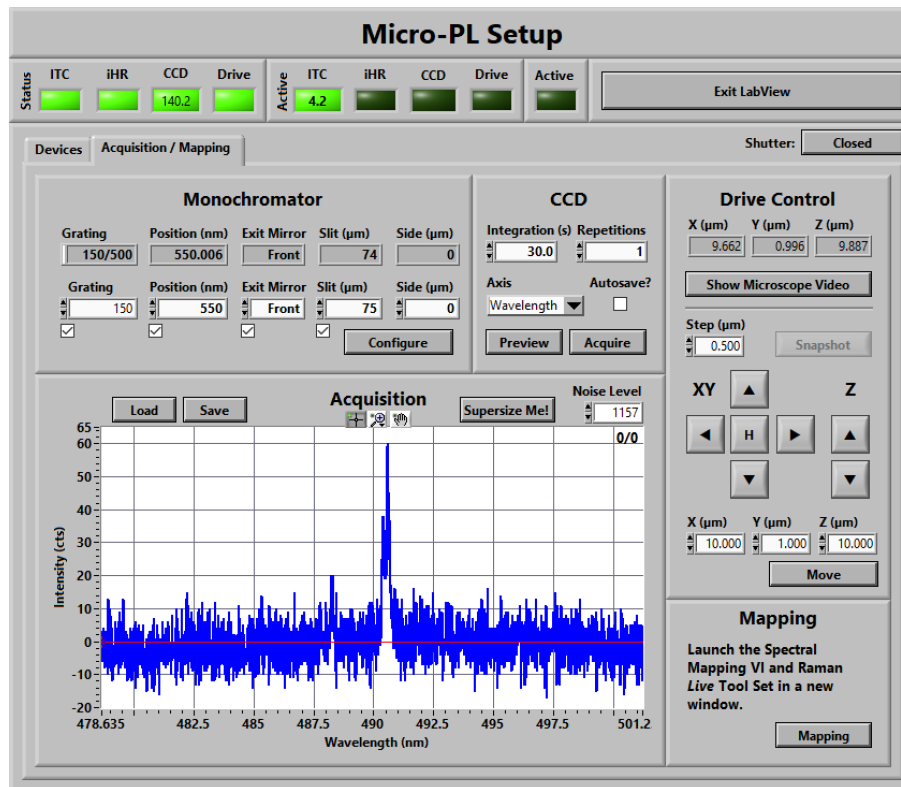 Micro-PL Setup
Status ITC iHR CCD Drive Active ITC iHR CCD Drive Active
140.2 4.2 Exit LabView
Devices Acquisition / Mapping Shutter: Closed
Monochromator CCD Drive Control
Grating Position (nm) Exit Mirror Slit (µm) Side (µm) Integration (s) Repetitions X (µm) Y (µm) Z (µm)
150/500 550.006 Front 74 0 30.0 1 9.662 0.996 9.887
Grating Position (nm) Exit Mirror Slit (µm) Side (µm) Axis Autosave? Show Microscope Video
150 550 Front 75 0 Wavelength
Configure Preview Acquire
Step (µm)
0.500 Snapshot
XY Z
H
X (µm) Y (µm) Z (µm)
10.000 1.000 10.000
Move
Load Save Acquisition Supersize Me! Noise Level
1157
0/0
65
60
50
40
30
20
10
0
-10
-20
Intensity (cts)
478.635 482.5 485 487.5 490 492.5 495 497.5 501.2
Wavelength (nm)
Mapping
Launch the Spectral
Mapping VI and Raman
Live Tool Set in a new
window.
Mapping